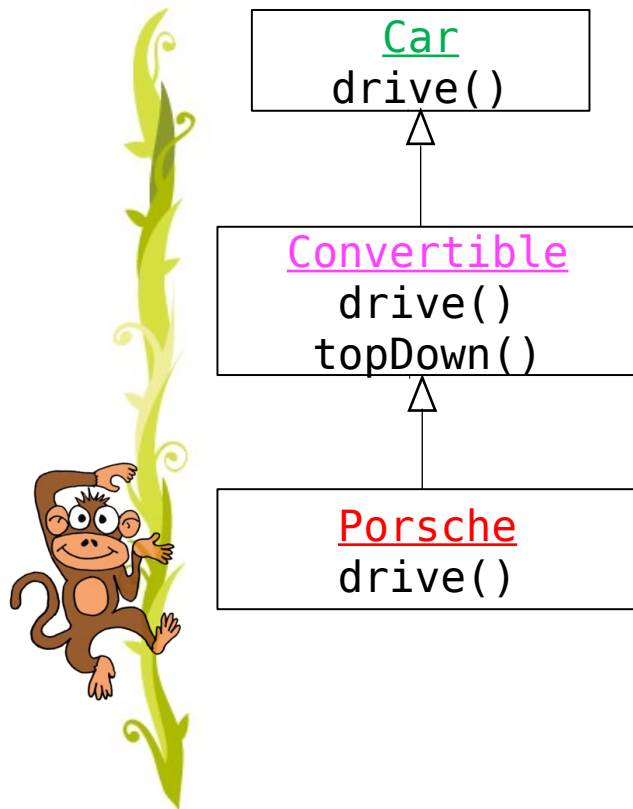 Car
drive()
Convertible
drive()
topDown()
Porsche
drive()